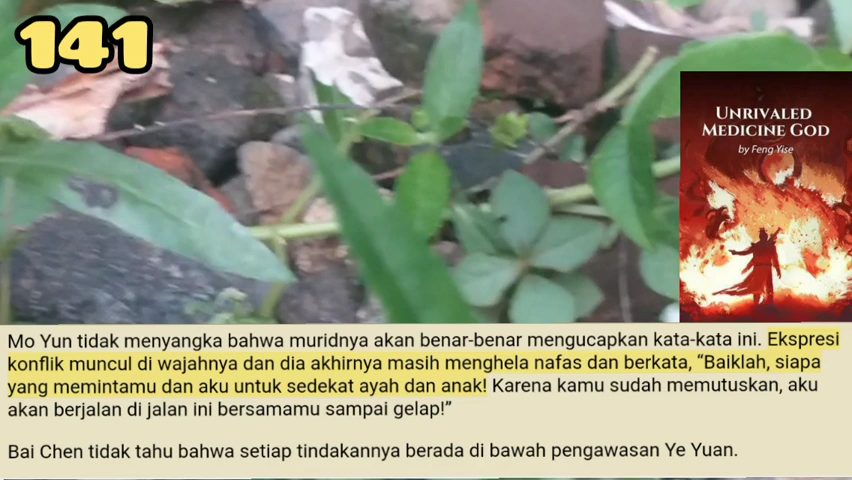 141
UNRIVALED
MEDICINE GOD
by Feng Yise
Mo Yun tidak menyangka bahwa muridnya akan benar-benar mengucapkan kata-kata ini. Ekspresi
konflik muncul di wajahnya dan dia akhirnya masih menghela nafas dan berkata, “Baiklah, siapa
yang memintamu dan aku untuk sedekat ayah dan anak! Karena kamu sudah memutuskan, aku
akan berjalan di jalan ini bersamamu sampai gelap!”
Bai Chen tidak tahu bahwa setiap tindakannya berada di bawah pengawasan Ye Yuan.